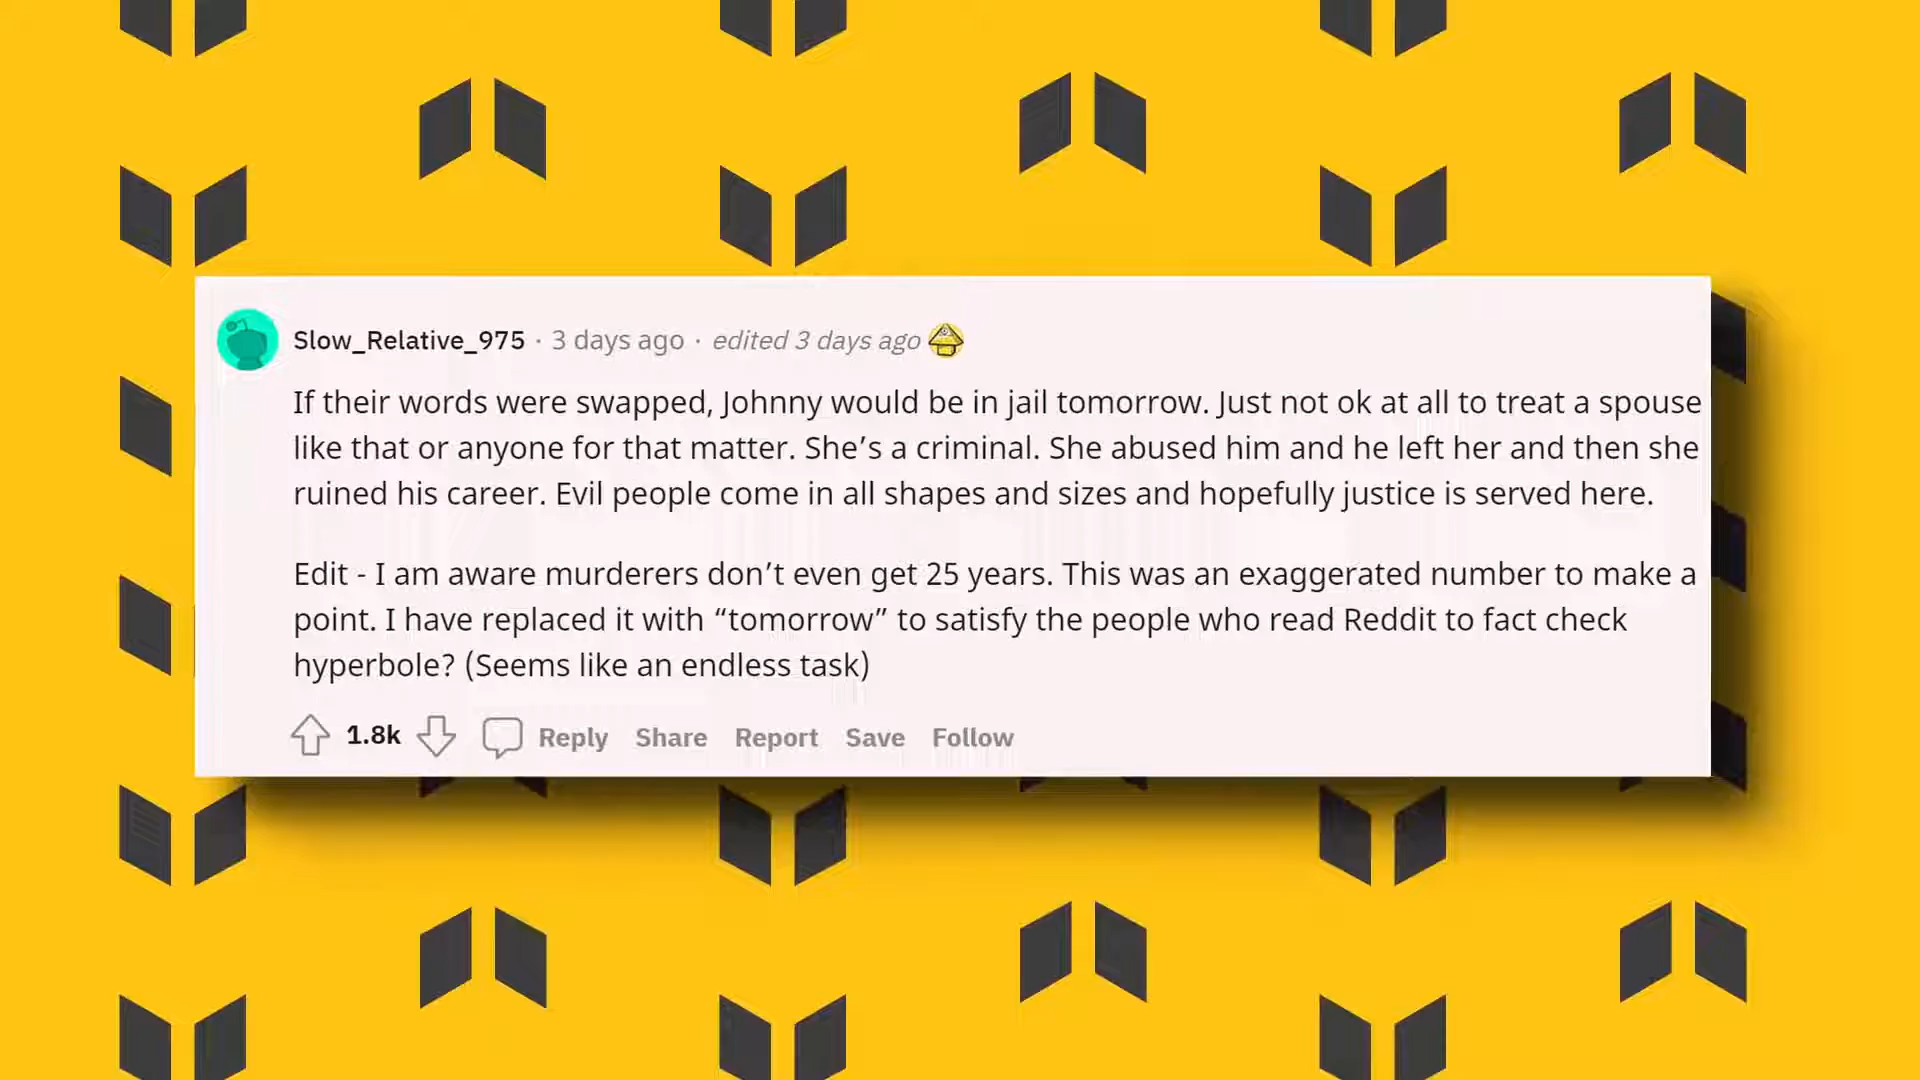 Slow_Relative_975 · 3 days ago · edited 3 days ago
If their words were swapped, Johnny would be in jail tomorrow. Just not ok at all to treat a spouse
like that or anyone for that matter. She’s a criminal. She abused him and he left her and then she
ruined his career. Evil people come in all shapes and sizes and hopefully justice is served here.
Edit - I am aware murderers don’t even get 25 years. This was an exaggerated number to make a
point. I have replaced it with “tomorrow” to satisfy the people who read Reddit to fact check
hyperbole? (Seems like an endless task)
1.8k Reply Share Report Save Follow